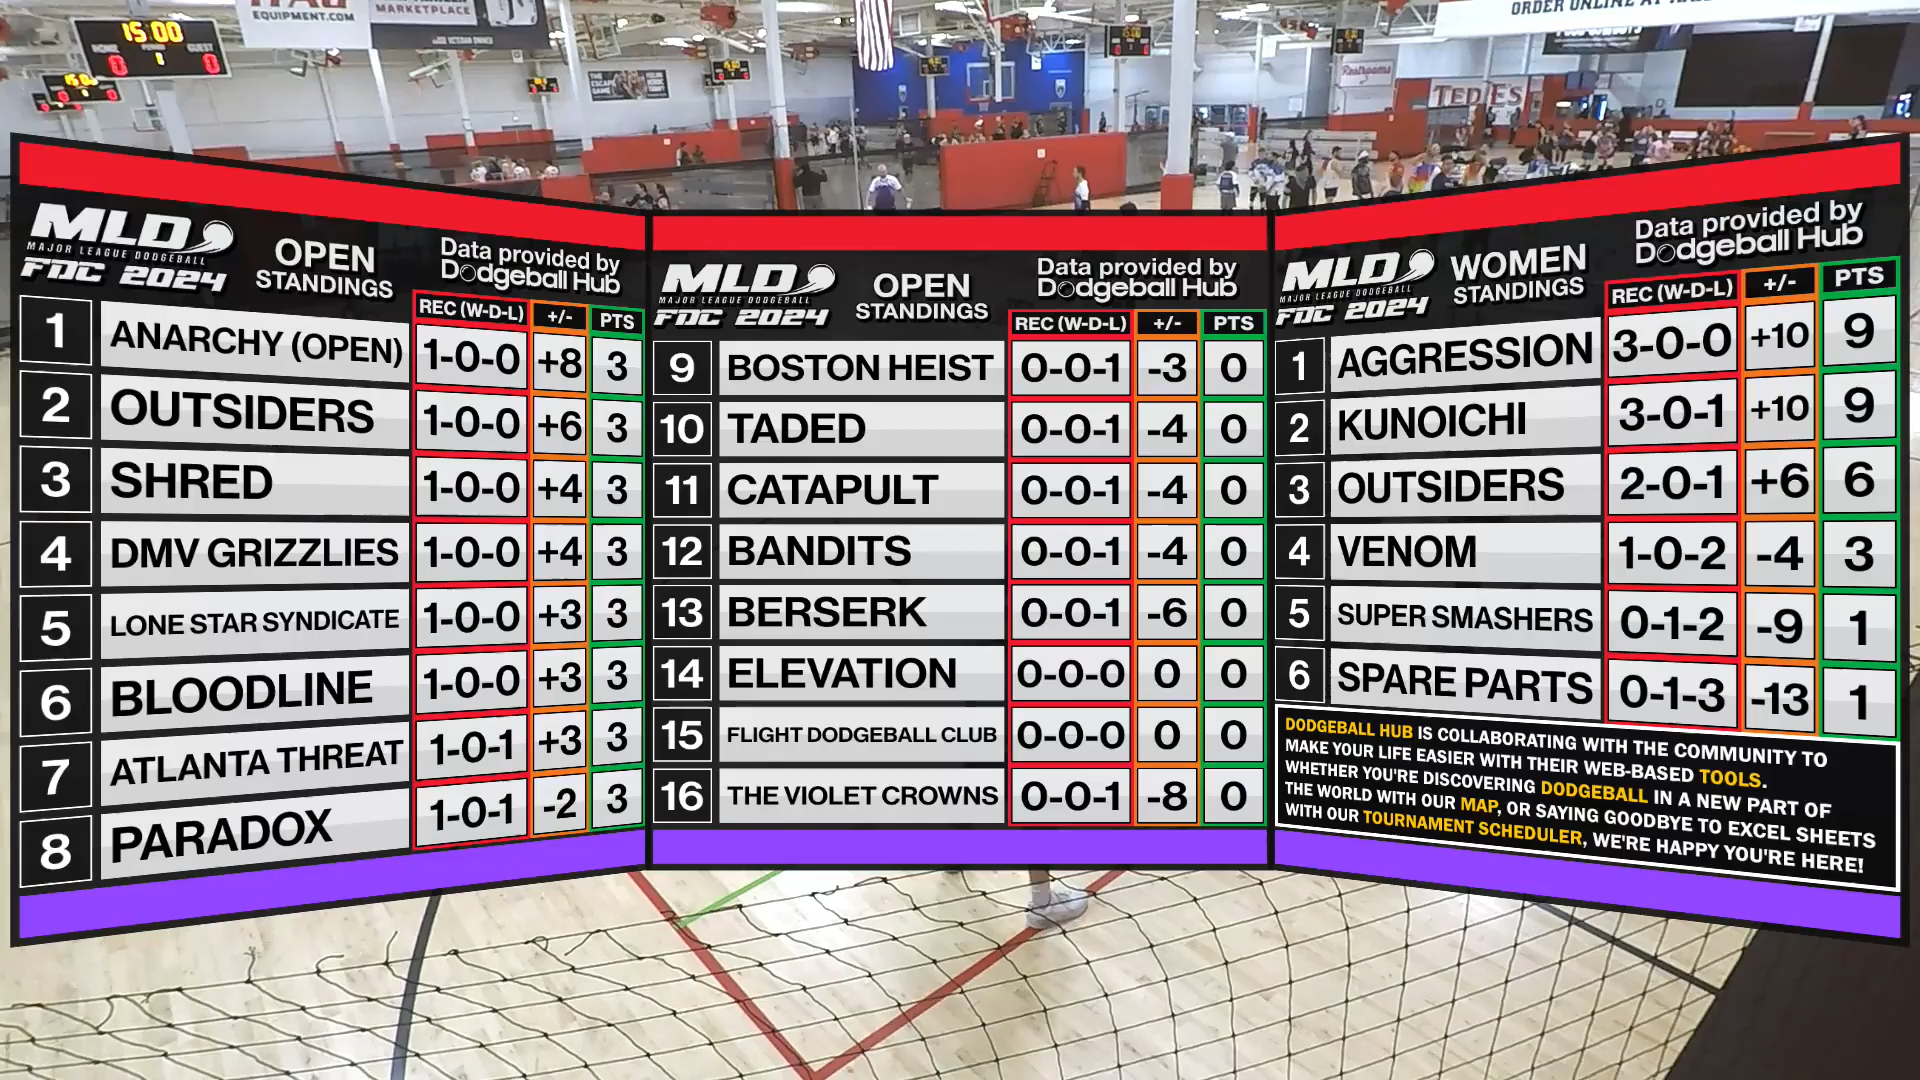 EQUIPMENT.COM
MARKETPLACE
ORDER ONLINE AT
15:00
HOME
GUEST
0 1 0
Restrooms
TEDIES
MLD
MAJOR LEAGUE DODGEBALL
FDC 2024
OPEN
STANDINGS
Data provided by
Dodgeball Hub
REC (W-D-L) +/- PTS
1 ANARCHY (OPEN) 1-0-0 +8 3
2 OUTSIDERS 1-0-0 +6 3
3 SHRED 1-0-0 +4 3
4 DMV GRIZZLIES 1-0-0 +4 3
5 LONE STAR SYNDICATE 1-0-0 +3 3
6 BLOODLINE 1-0-0 +3 3
7 ATLANTA THREAT 1-0-1 +3 3
8 PARADOX 1-0-1 -2 3
MLD
MAJOR LEAGUE DODGEBALL
FDC 2024
OPEN
STANDINGS
Data provided by
Dodgeball Hub
REC (W-D-L) +/- PTS
9 BOSTON HEIST 0-0-1 -3 0
10 TADED 0-0-1 -4 0
11 CATAPULT 0-0-1 -4 0
12 BANDITS 0-0-1 -4 0
13 BERSERK 0-0-1 -6 0
14 ELEVATION 0-0-0 0 0
15 FLIGHT DODGEBALL CLUB 0-0-0 0 0
16 THE VIOLET CROWNS 0-0-1 -8 0
MLD
MAJOR LEAGUE DODGEBALL
FDC 2024
WOMEN
STANDINGS
Data provided by
Dodgeball Hub
REC (W-D-L) +/- PTS
1 AGGRESSION 3-0-0 +10 9
2 KUNOICHI 3-0-1 +10 9
3 OUTSIDERS 2-0-1 +6 6
4 VENOM 1-0-2 -4 3
5 SUPER SMASHERS 0-1-2 -9 1
6 SPARE PARTS 0-1-3 -13 1
DODGEBALL HUB IS COLLABORATING WITH THE COMMUNITY TO
MAKE YOUR LIFE EASIER WITH THEIR WEB-BASED TOOLS.
WHETHER YOU'RE DISCOVERING DODGEBALL IN A NEW PART OF
THE WORLD WITH OUR MAP, OR SAYING GOODBYE TO EXCEL SHEETS
WITH OUR TOURNAMENT SCHEDULER, WE'RE HAPPY YOU'RE HERE!